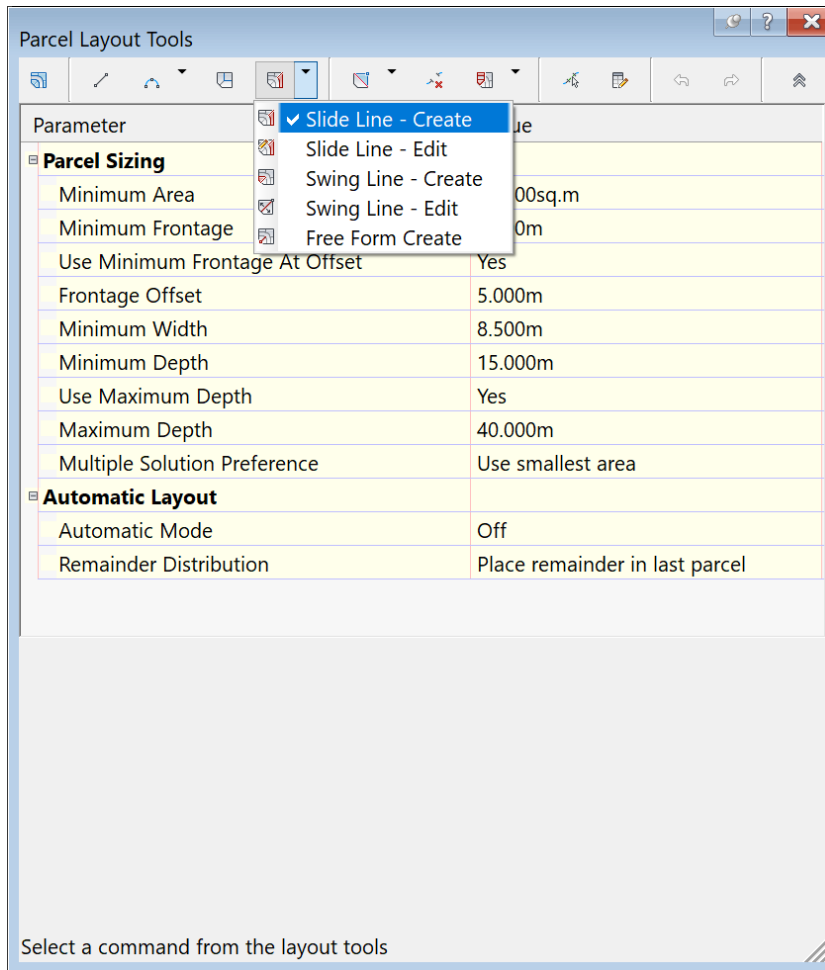 Parcel Layout Tools
Parameter
Slide Line - Create
Slide Line - Edit
Swing Line - Create
Swing Line - Edit
Free Form Create
Parcel Sizing
Minimum Area
Minimum Frontage
Use Minimum Frontage At Offset Yes
Frontage Offset 5.000m
Minimum Width 8.500m
Minimum Depth 15.000m
Use Maximum Depth Yes
Maximum Depth 40.000m
Multiple Solution Preference Use smallest area
Automatic Layout
Automatic Mode Off
Remainder Distribution Place remainder in last parcel
Select a command from the layout tools